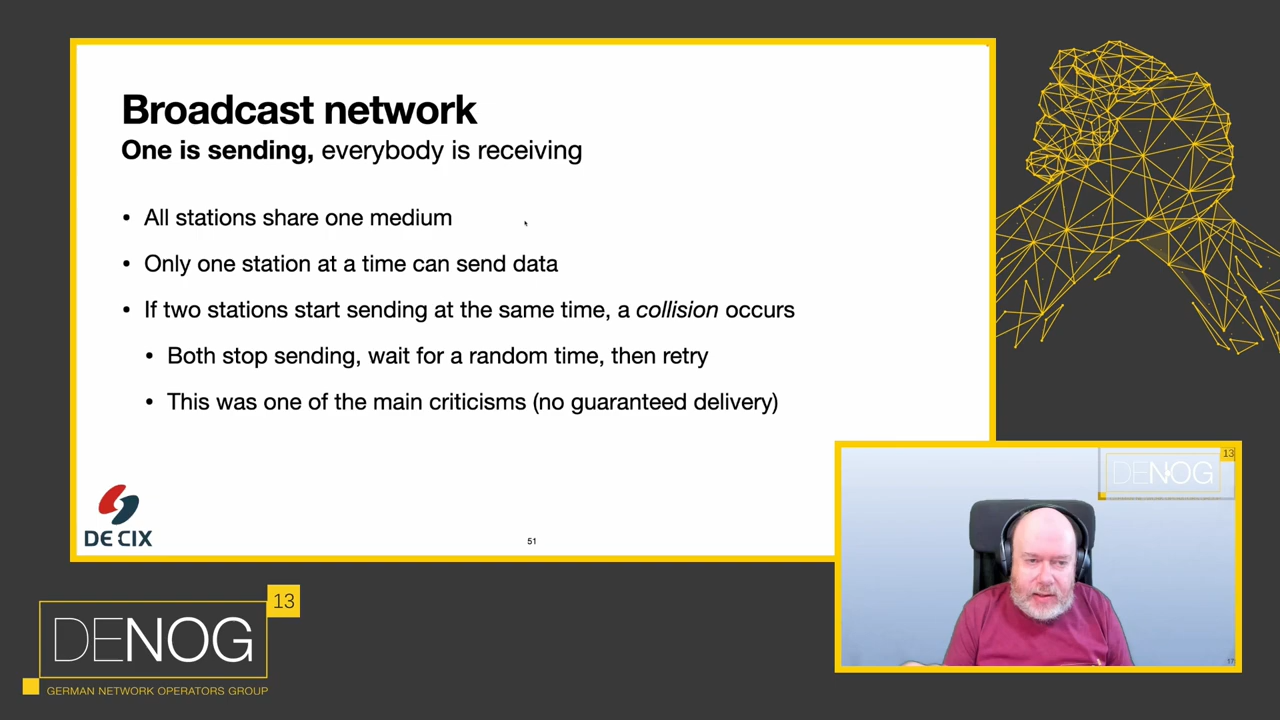 Broadcast network
One is sending, everybody is receiving
• All stations share one medium
• Only one station at a time can send data
• If two stations start sending at the same time, a collision occurs
• Both stop sending, wait for a random time, then retry
• This was one of the main criticisms (no guaranteed delivery)
DE CIX
51
13
DENOG
17
13
DENOG
GERMAN NETWORK OPERATORS GROUP